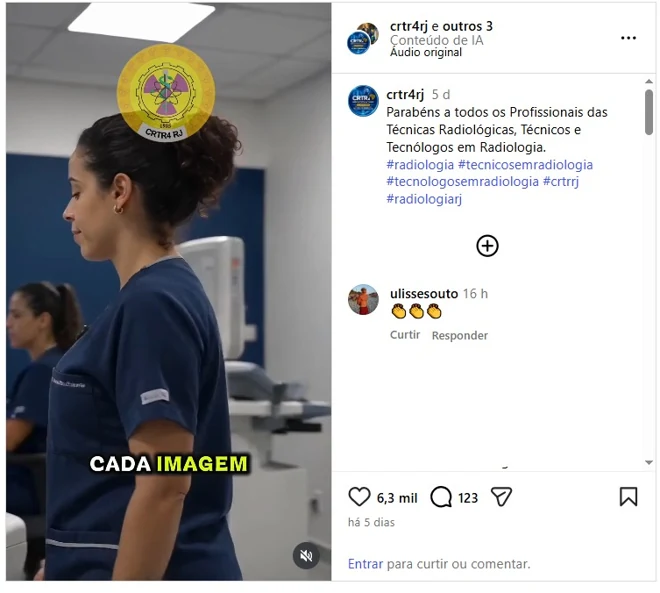 1985
CRTR4 RJ
CADA IMAGEM
crtr4rj e outros 3
Conteúdo de IA
Áudio original
crtr4rj 5 d
Parabéns a todos os Profissionais das
Técnicas Radiológicas, Técnicos e
Tecnólogos em Radiologia.
#radiologia #tecnicosemradiologia
#tecnologosemradiologia #crtrrj
#radiologiarj
ulissesouto 16 h
👏👏👏
Curtir Responder
6,3 mil 123
há 5 dias
Entrar para curtir ou comentar.